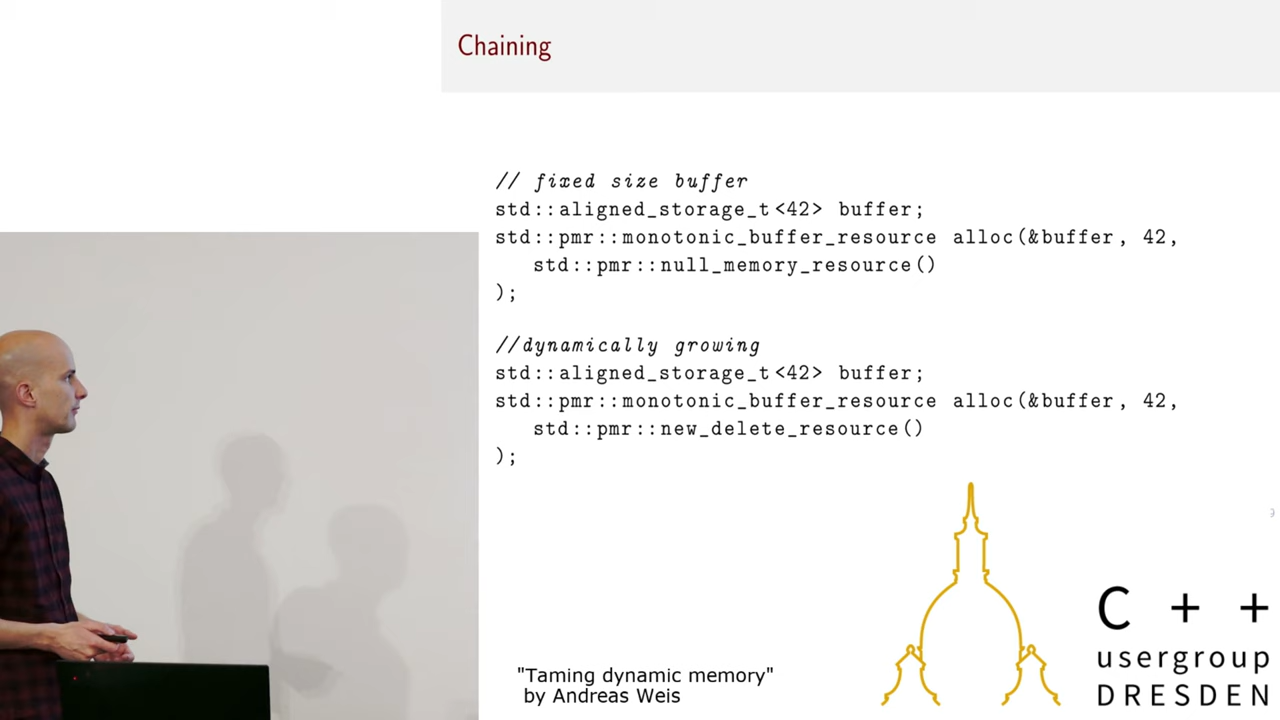 Chaining
// fixed size buffer
std::aligned_storage_t<42> buffer;
std::pmr::monotonic_buffer_resource alloc(&buffer, 42,
std::pmr::null_memory_resource()
);
//dynamically growing
std::aligned_storage_t<42> buffer;
std::pmr::monotonic_buffer_resource alloc(&buffer, 42,
std::pmr::new_delete_resource()
);
9
"Taming dynamic memory"
by Andreas Weis
C + +
usergroup
DRESDEN